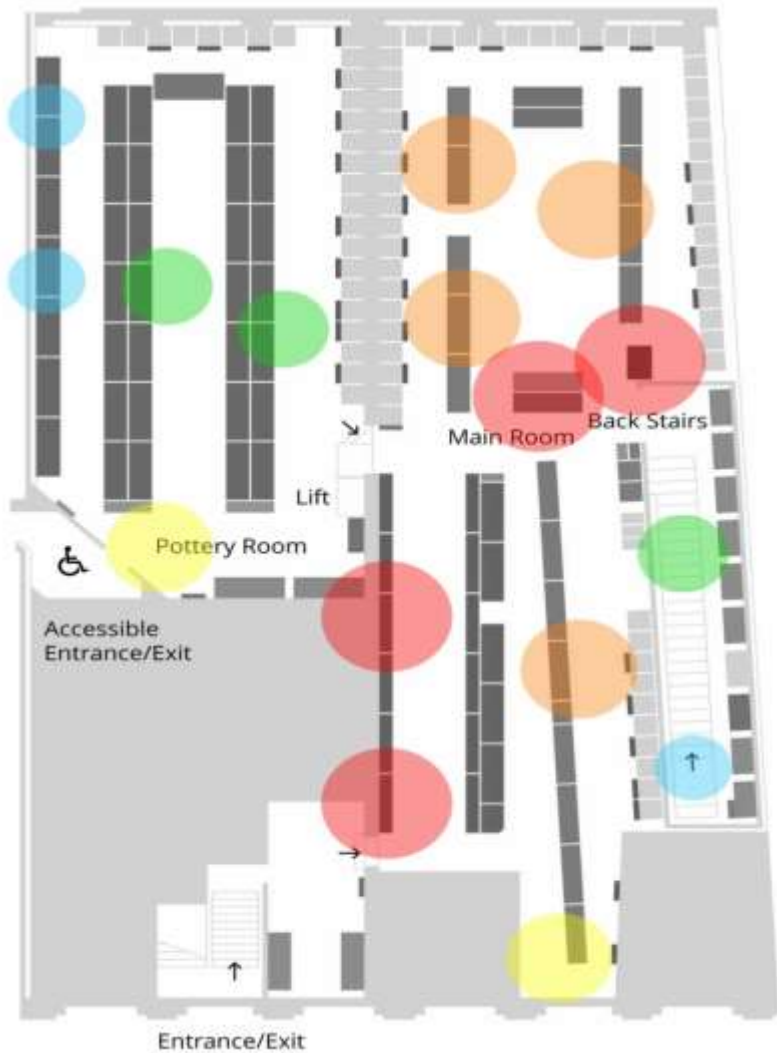 Main Room
Back Stairs
Lift
Pottery Room
Accessible
Entrance/Exit
Entrance/Exit